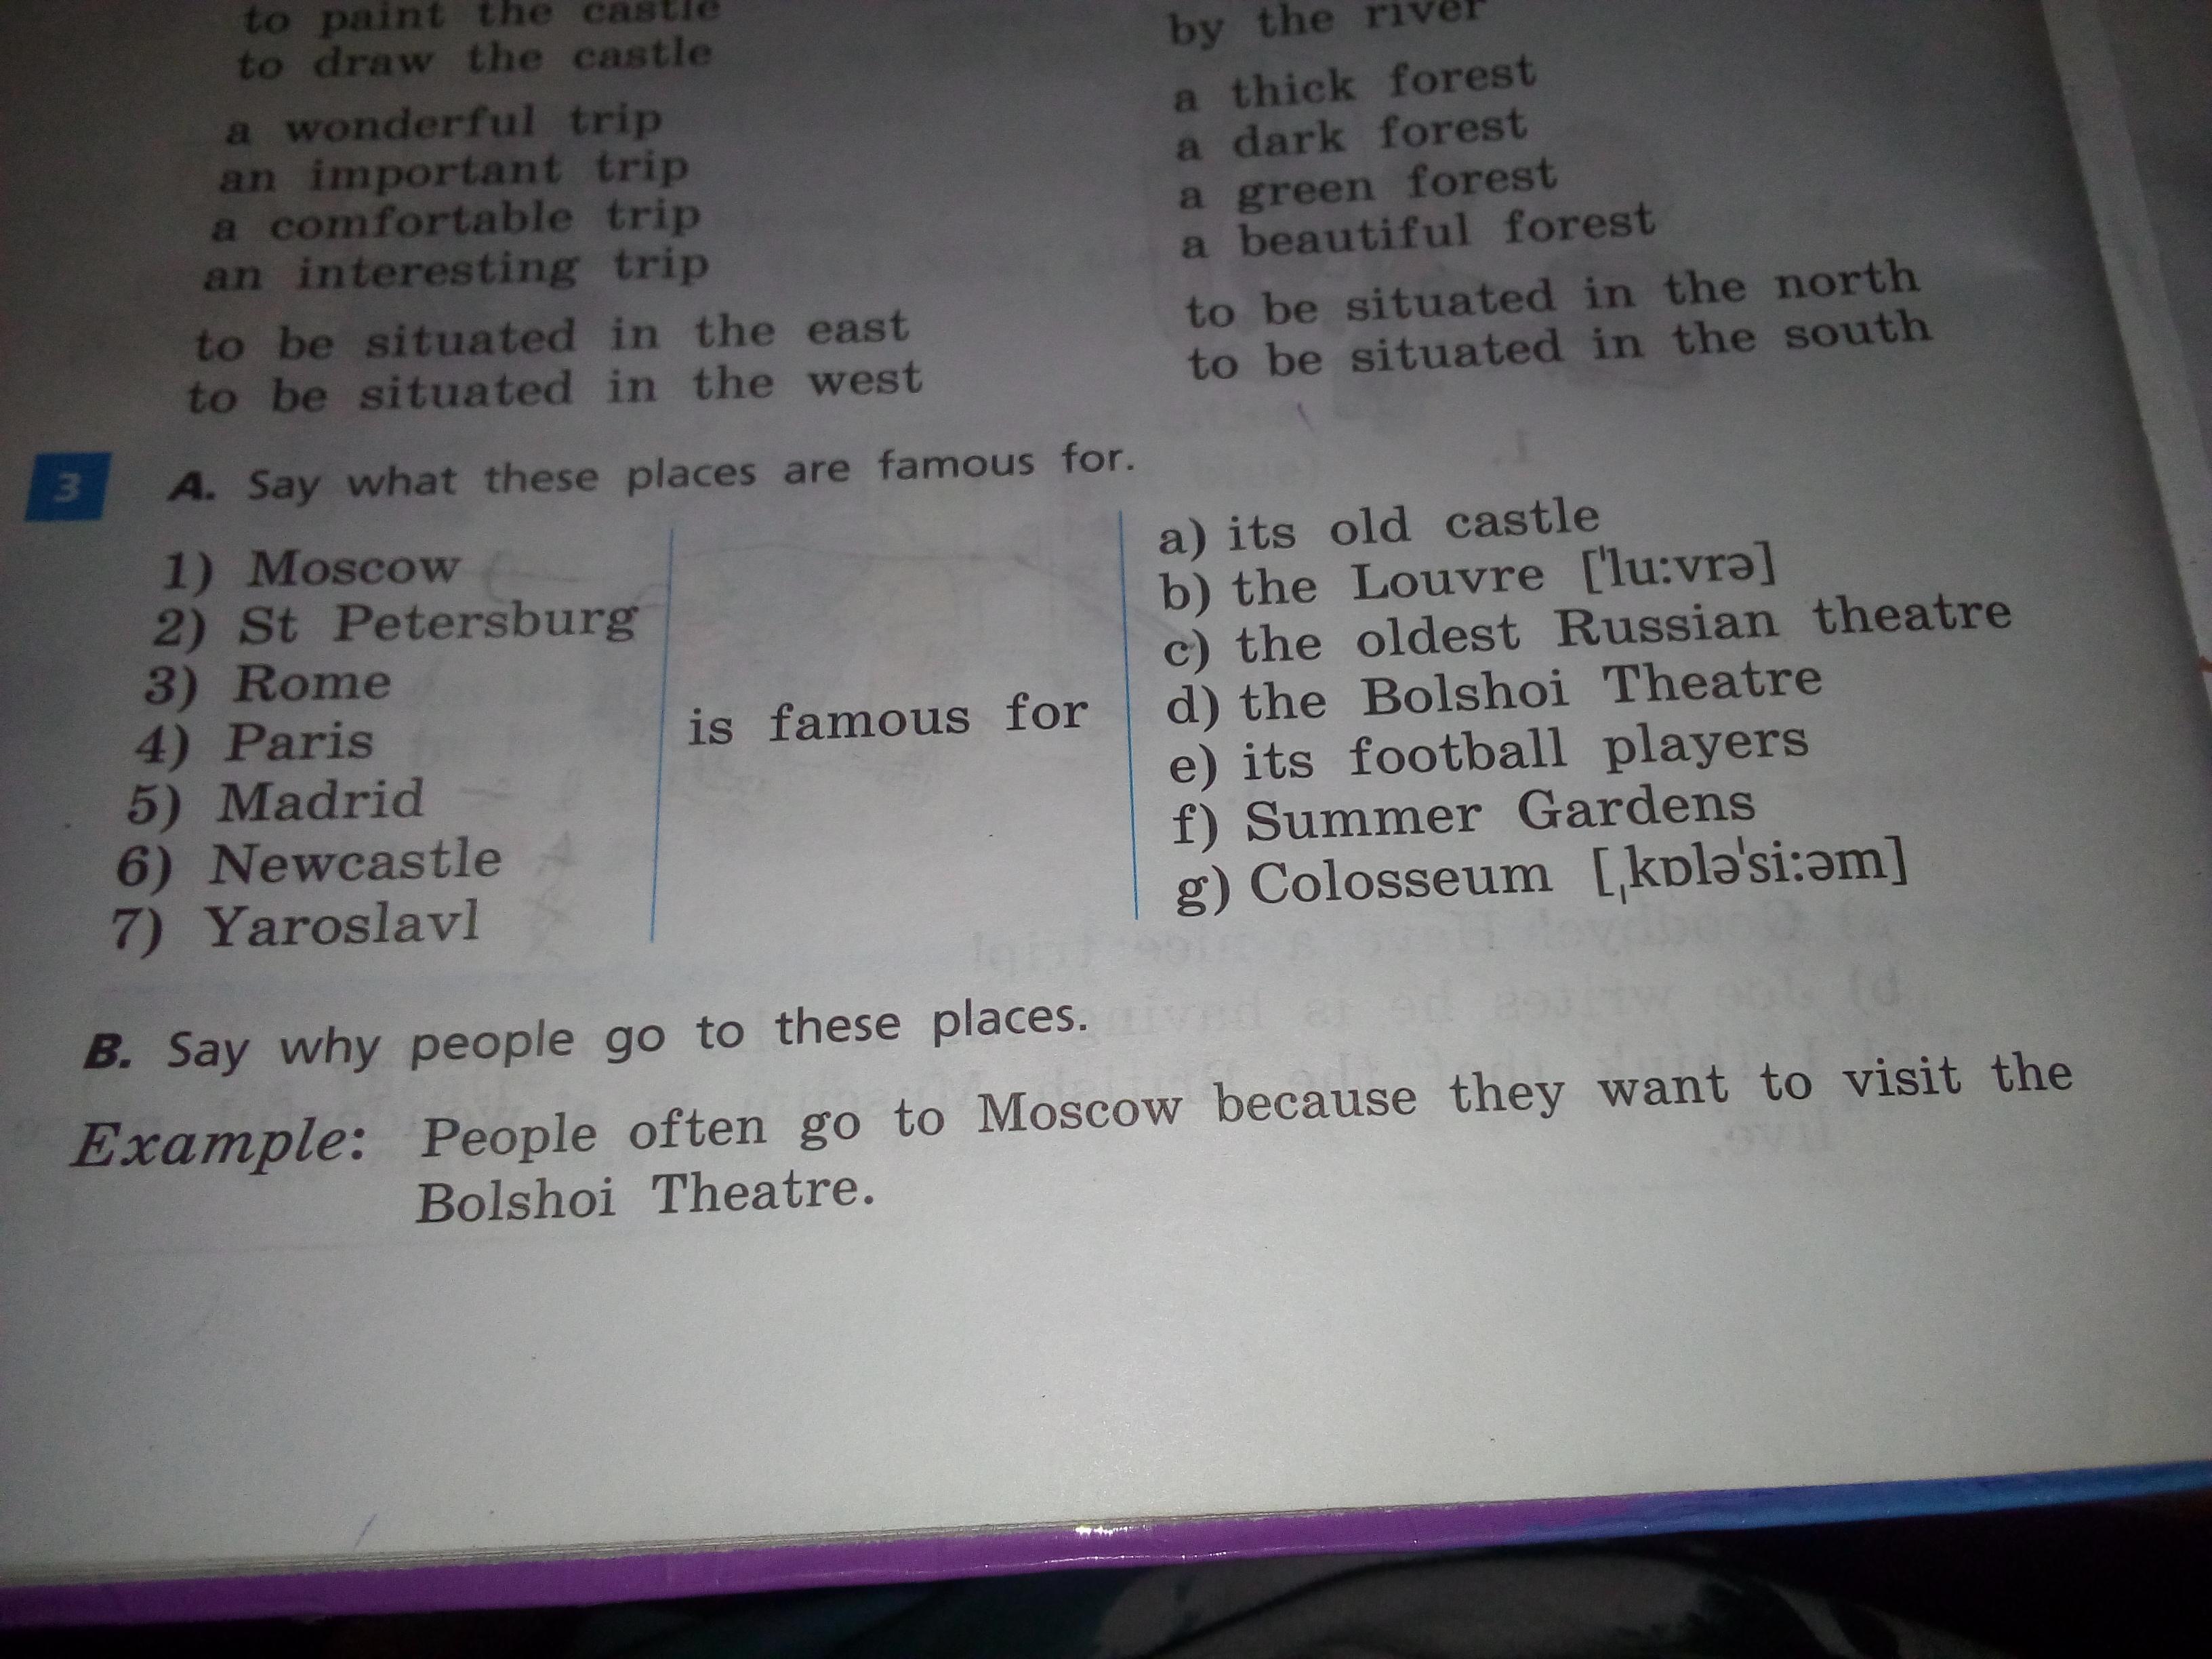 to paint the castle
to draw the castle
a wonderful trip
an important trip
a comfortable trip
an interesting trip
to be situated in the east
to be situated in the west
by the river
a thick forest
a dark forest
a green forest
a beautiful forest
to be situated in the north
to be situated in the south
3 A. Say what these places are famous for.
1) Moscow
2) St Petersburg
3) Rome
4) Paris
5) Madrid
6) Newcastle
7) Yaroslavl
is famous for
a) its old castle
b) the Louvre [ˈluːvrə]
c) the oldest Russian theatre
d) the Bolshoi Theatre
e) its football players
f) Summer Gardens
g) Colosseum [ˌkɒləˈsiːəm]
B. Say why people go to these places.
Example: People often go to Moscow because they want to visit the
Bolshoi Theatre.